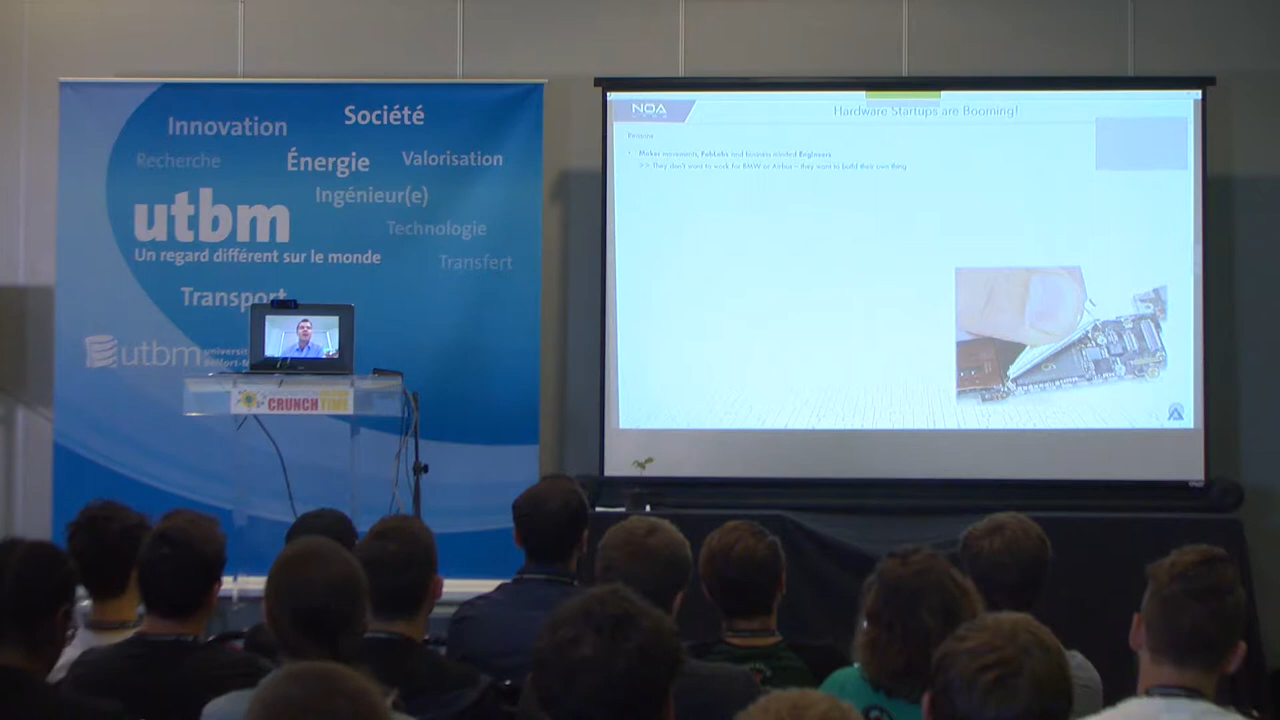 Innovation
Société
Recherche
Énergie
Valorisation
Ingénieur(e)
utbm
Technologie
Un regard différent sur le monde
Transfert
Transport
utbm
CRUNCH TIME
NOA
Hardware Startups are Booming!
Reasons
• Maker movements, FabLabs and business minded Engineers
>> They don't want to work for BMW or Airbus – they want to build their own thing